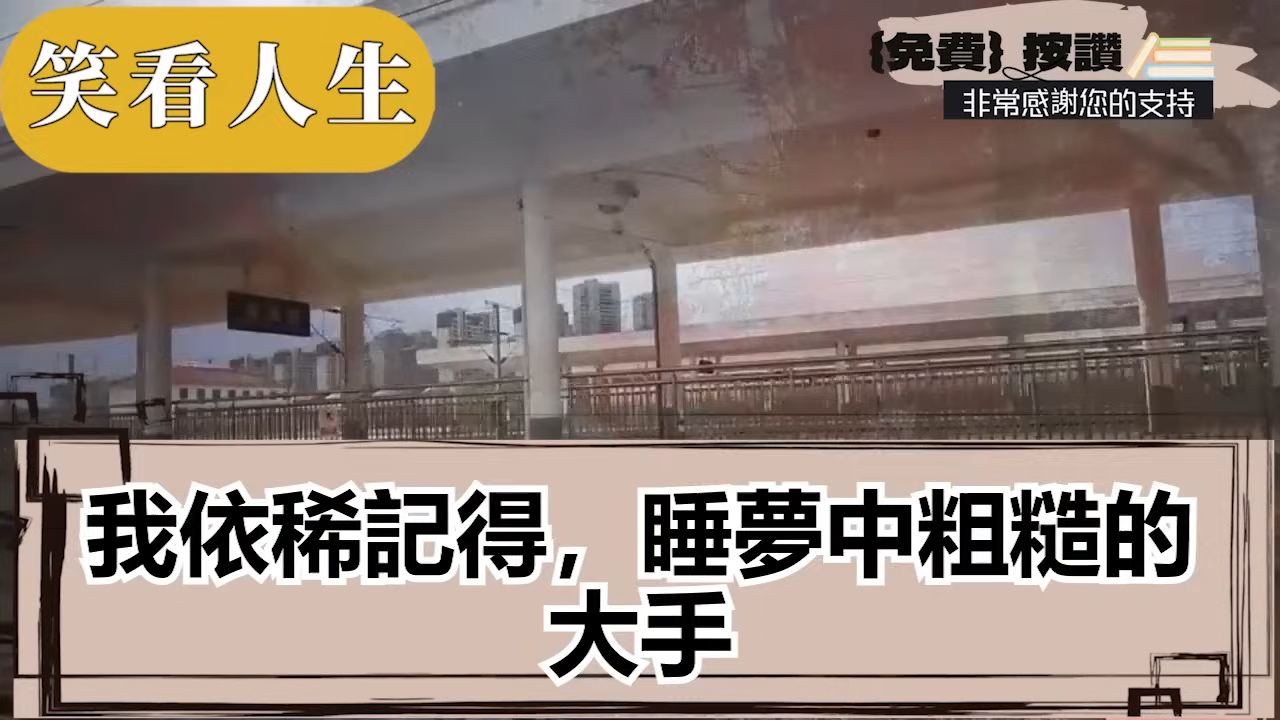 笑看人生
{免費} 按讚
非常感謝您的支持
我依稀記得，睡夢中粗糙的
大手